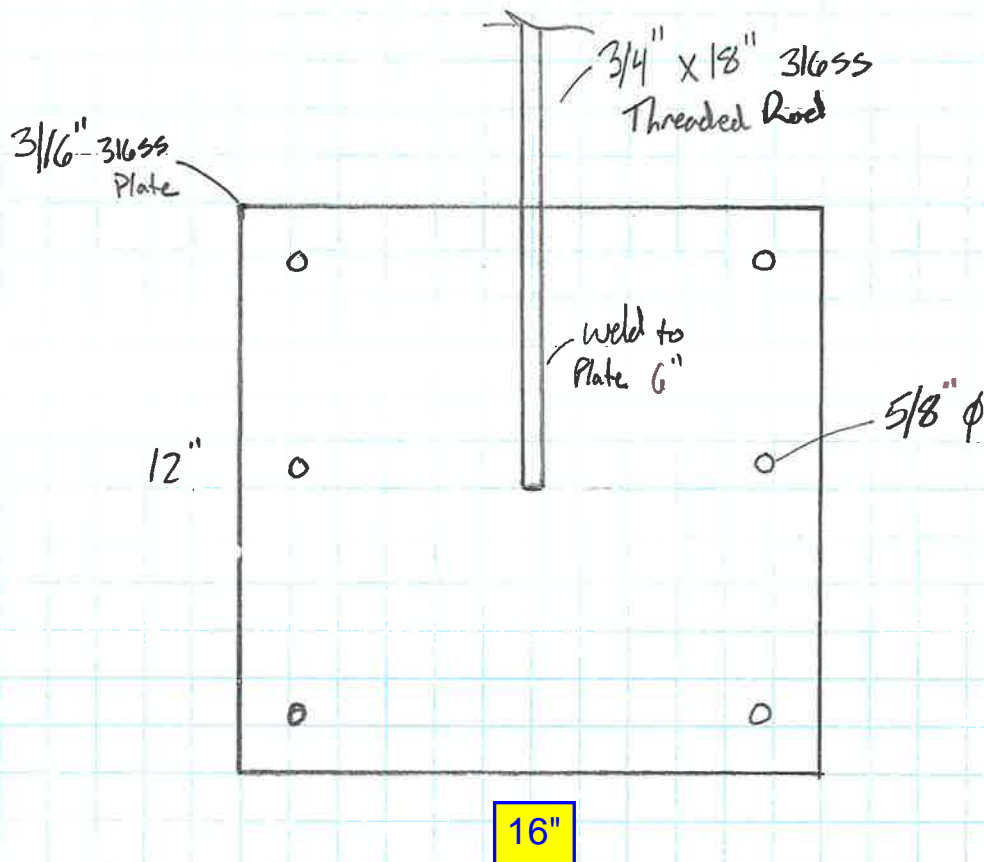 3/4" x 18" 316ss
Threaded Rod
3/16" 316ss
Plate
weld to
Plate 6"
5/8" ϕ
12"
16"